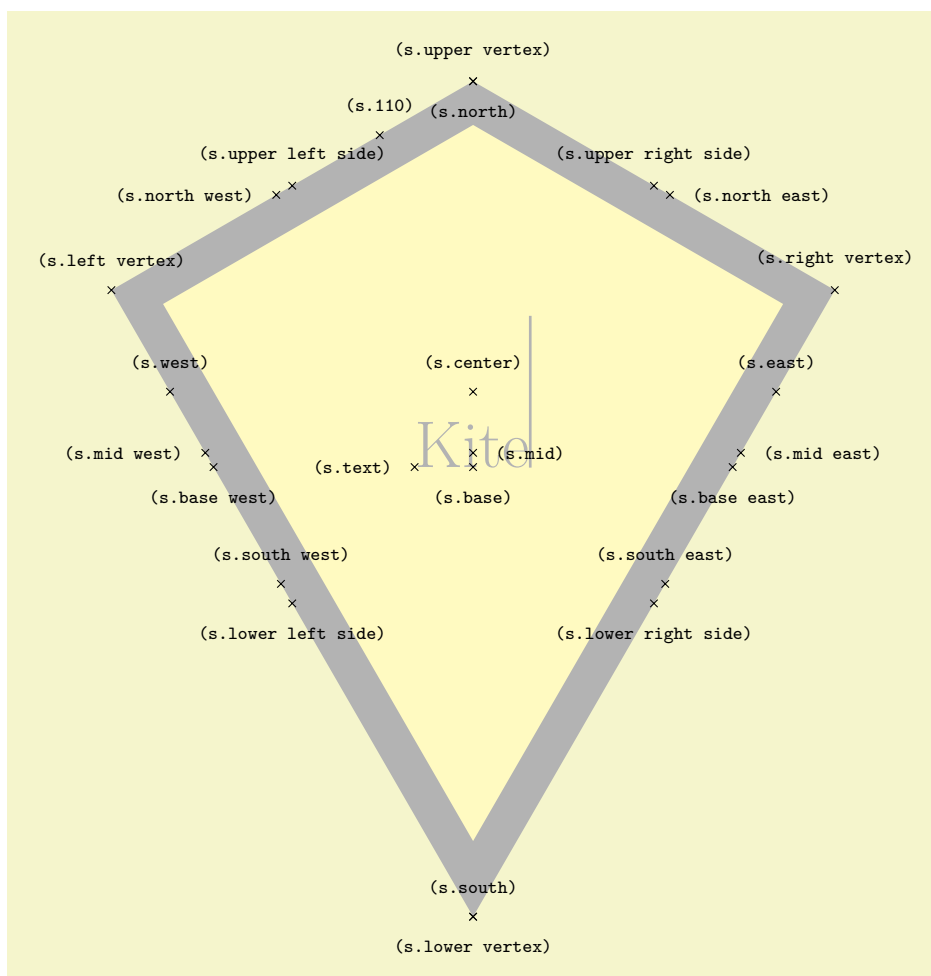 (s.upper vertex)
(s.110)
(s.north)
(s.upper left side)
(s.upper right side)
(s.north west)
(s.north east)
(s.left vertex)
(s.right vertex)
(s.west)
(s.center)
(s.east)
Kite
(s.mid west)
(s.mid)
(s.mid east)
(s.text)
(s.base west)
(s.base)
(s.base east)
(s.south west)
(s.south east)
(s.lower left side)
(s.lower right side)
(s.south)
(s.lower vertex)